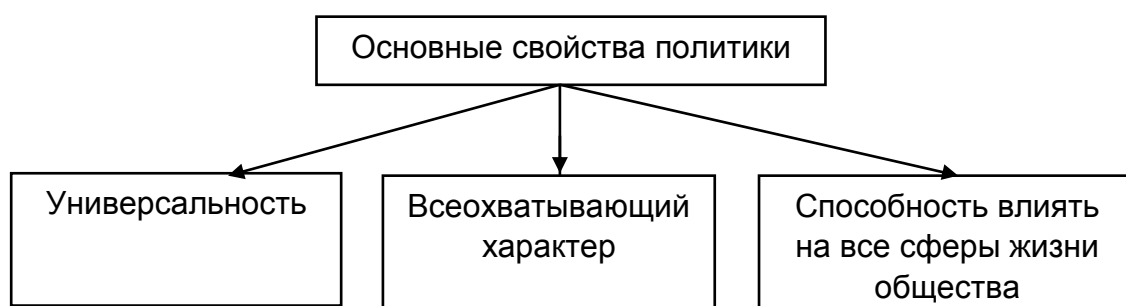 Основные свойства политики
Универсальность
Всеохватывающий
характер
Способность влиять
на все сферы жизни
общества